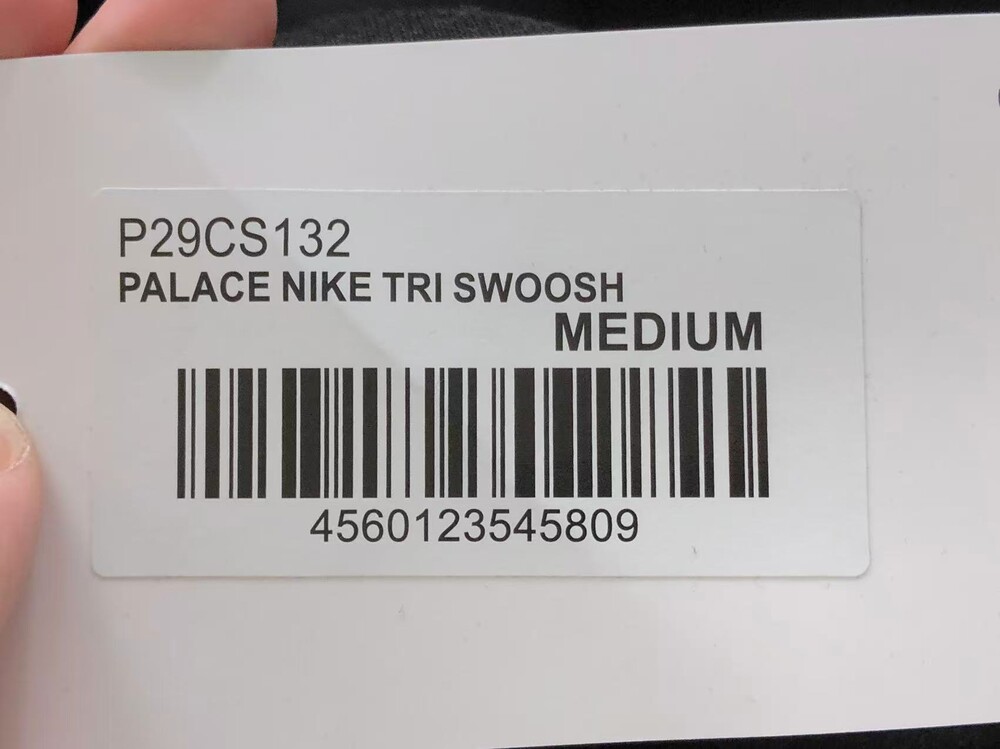 P29CS132
PALACE NIKE TRI SWOOSH
MEDIUM
4560123545809